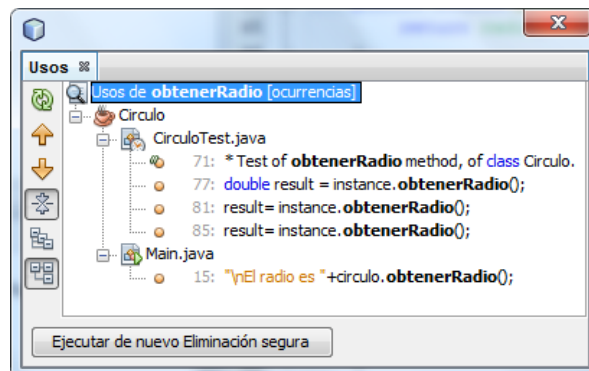 Usos
Usos de obtenerRadio [ocurrencias]
Circulo
CirculoTest.java
71: * Test of obtenerRadio method, of class Circulo.
77: double result = instance.obtenerRadio();
81: result= instance.obtenerRadio();
85: result= instance.obtenerRadio();
Main.java
15: "\nEl radio es "+circulo.obtenerRadio();
Ejecutar de nuevo Eliminación segura